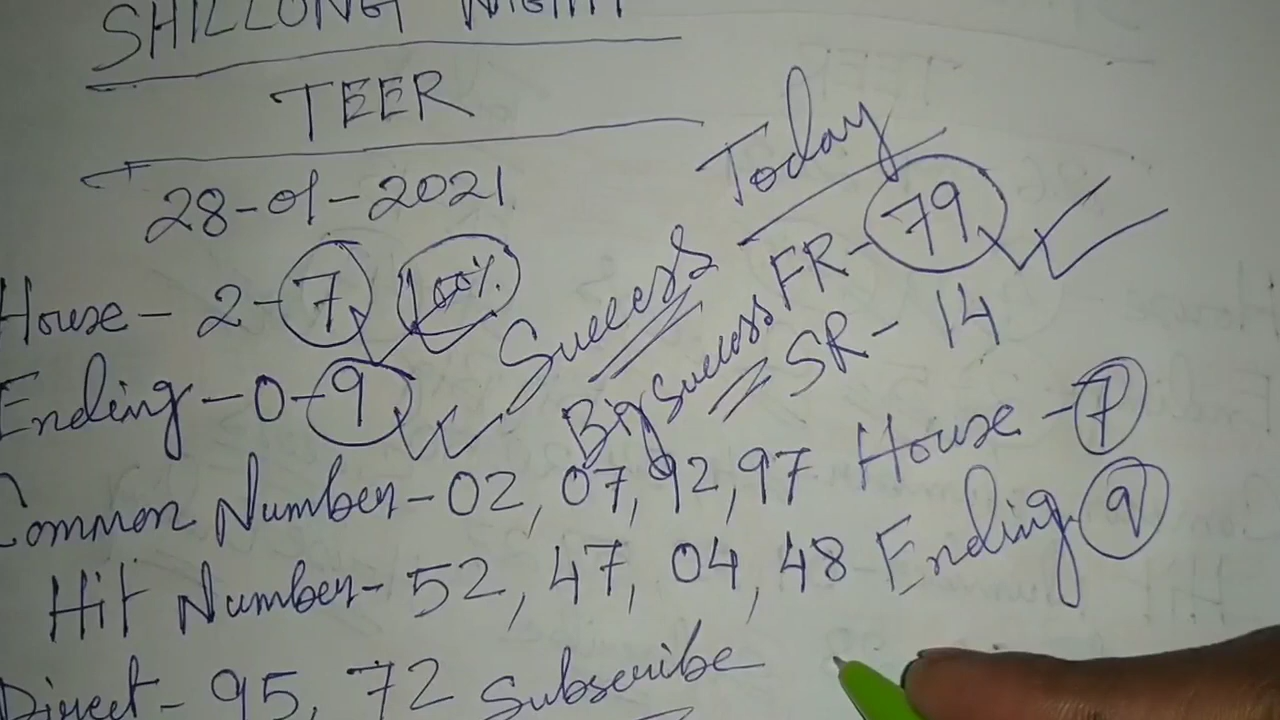 SHILLONG NIGHT
TEER
28-01-2021
Today
House - 2-7 100%
Success
FR- 79
Ending - 0-9
Big Success
SR- 14
Common Number - 02, 07, 92, 97 House - 7
Hit Number - 52, 47, 04, 48 Ending 9
Direct - 95, 72 Subscribe